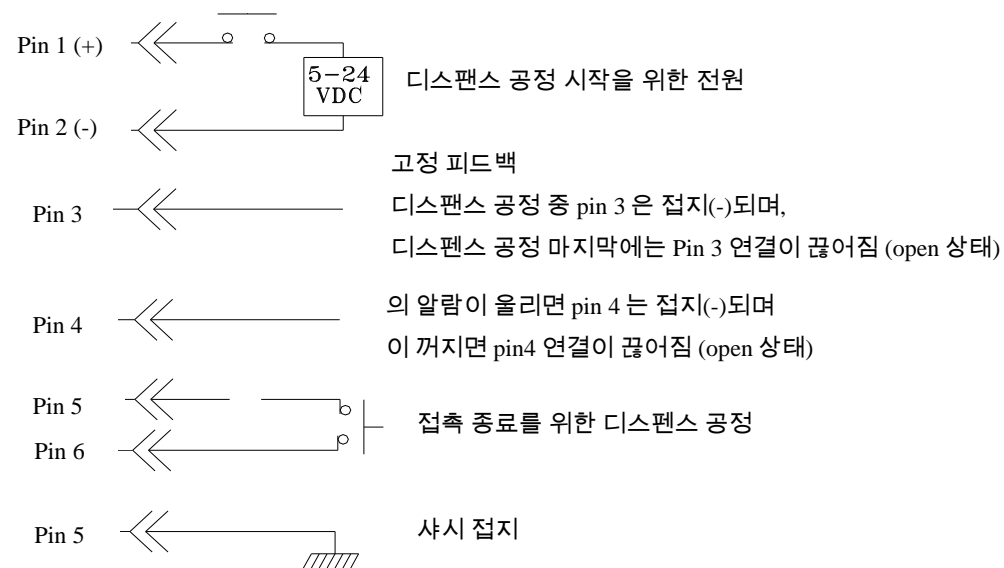 Pin 1 (+)
5-24
VDC
디스팬스 공정 시작을 위한 전원
Pin 2 (-)
고정 피드백
Pin 3
디스팬스 공정 중 pin 3 은 접지(-)되며,
디스펜스 공정 마지막에는 Pin 3 연결이 끊어짐 (open 상태)
Pin 4
의 알람이 울리면 pin 4 는 접지(-)되며
이 꺼지면 pin4 연결이 끊어짐 (open 상태)
Pin 5
Pin 6
접촉 종료를 위한 디스펜스 공정
Pin 5
샤시 접지